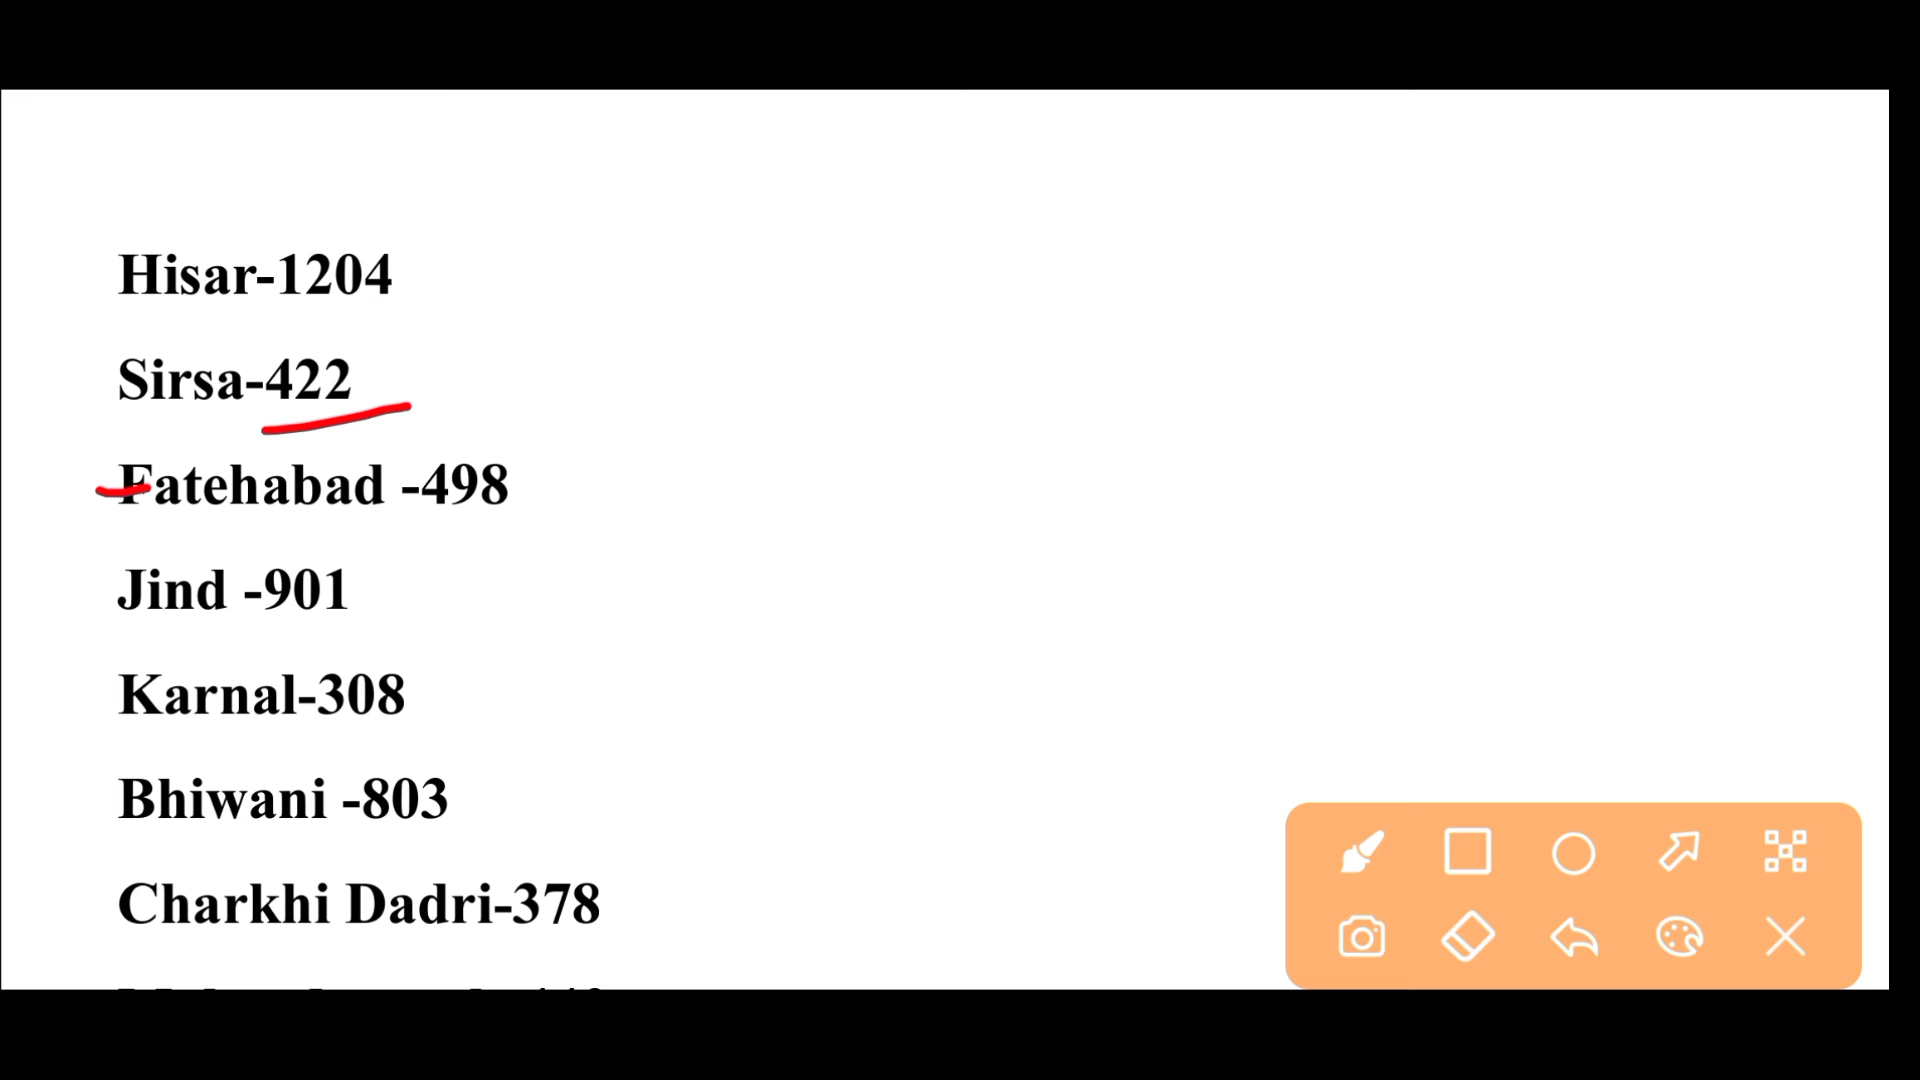 Hisar-1204
Sirsa-422
Fatehabad -498
Jind -901
Karnal-308
Bhiwani -803
Charkhi Dadri-378